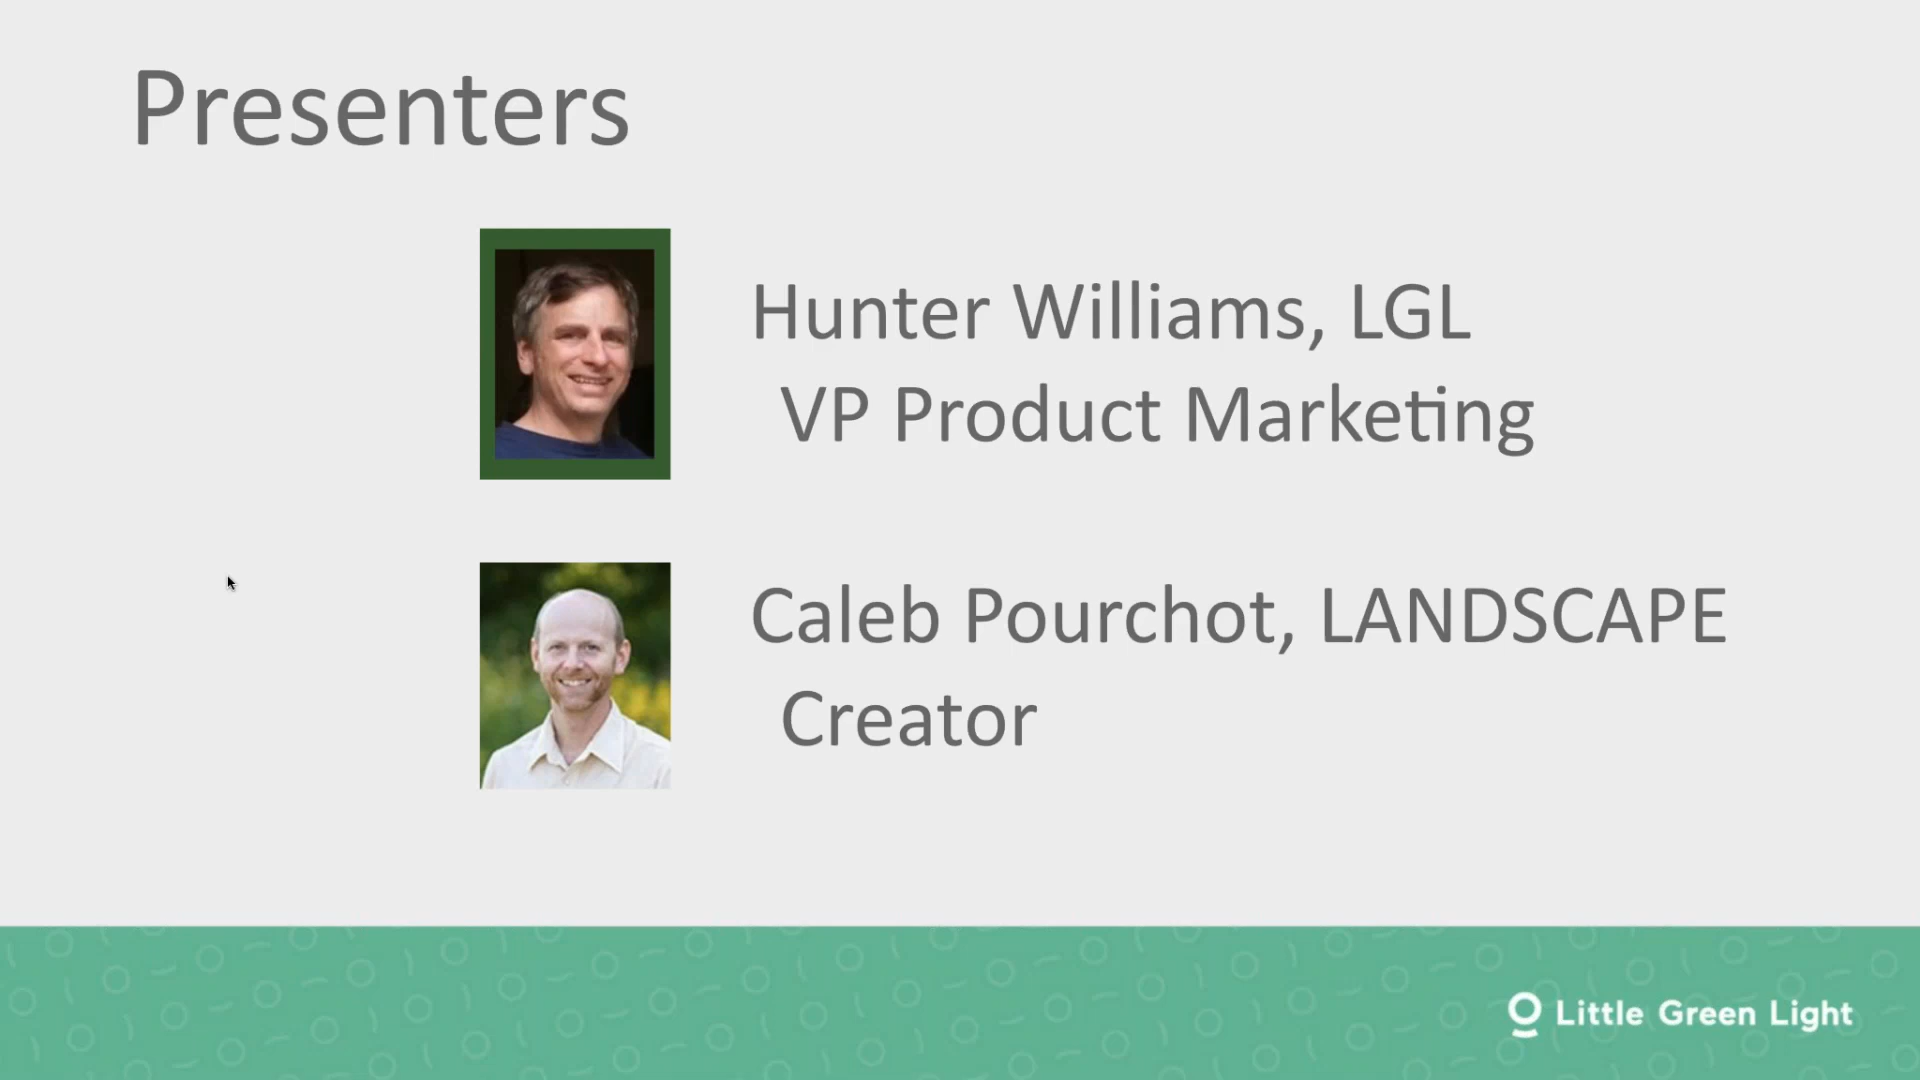 Presenters
Hunter Williams, LGL
VP Product Marketing
Caleb Pourchot, LANDSCAPE
Creator
Little Green Light